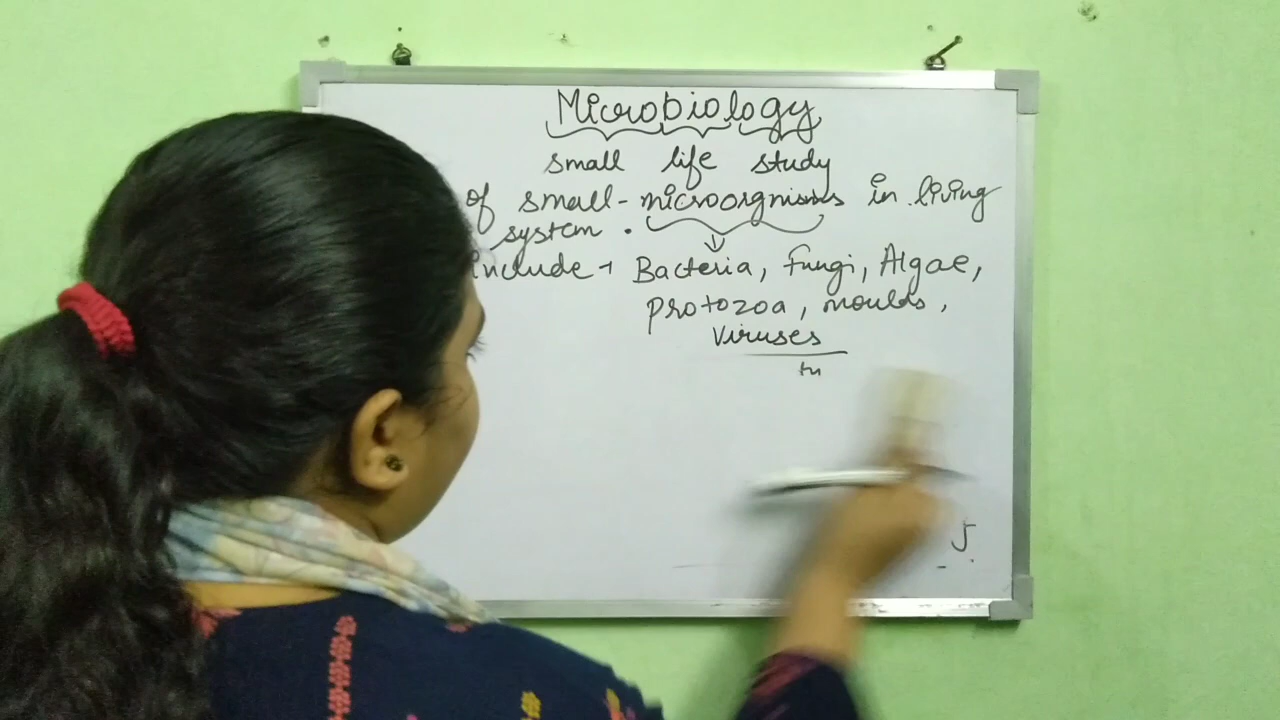 Microbiology
small life study
of small - microorgnisms in living
system.
include → Bacteria, fungi, Algae,
protozoa, moulds,
Viruses